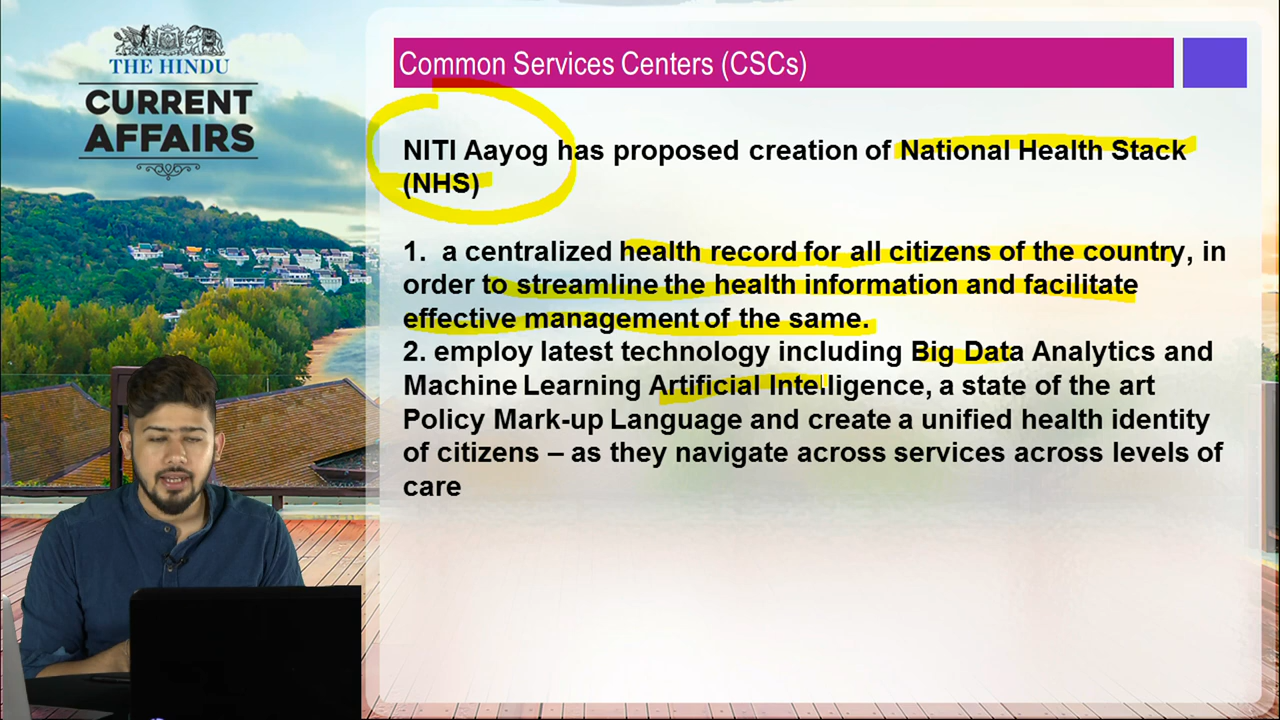 THE HINDU
CURRENT
AFFAIRS
Common Services Centers (CSCs)
NITI Aayog has proposed creation of National Health Stack
(NHS)
1. a centralized health record for all citizens of the country, in
order to streamline the health information and facilitate
effective management of the same.
2. employ latest technology including Big Data Analytics and
Machine Learning Artificial Intelligence, a state of the art
Policy Mark-up Language and create a unified health identity
of citizens – as they navigate across services across levels of
care